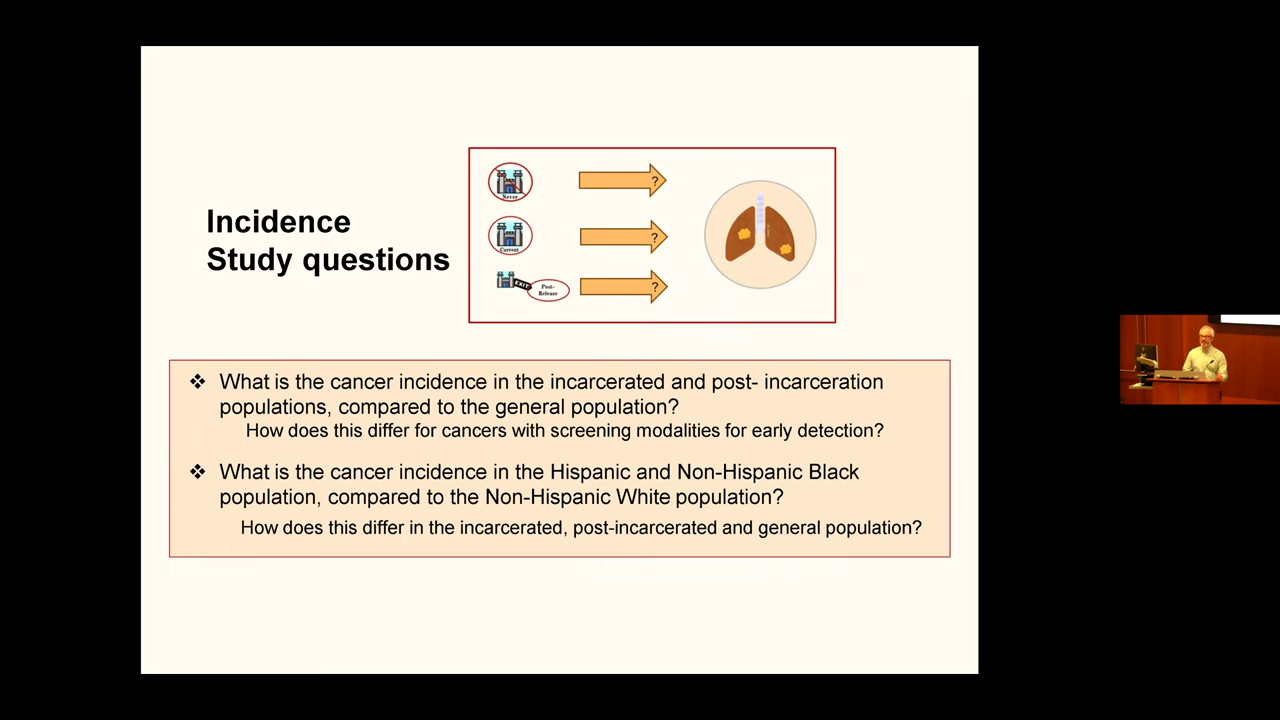 Never
?
Incidence
Study questions
Current
?
EXIT
Post-
Release
?
❖ What is the cancer incidence in the incarcerated and post- incarceration
populations, compared to the general population?
How does this differ for cancers with screening modalities for early detection?
❖ What is the cancer incidence in the Hispanic and Non-Hispanic Black
population, compared to the Non-Hispanic White population?
How does this differ in the incarcerated, post-incarcerated and general population?